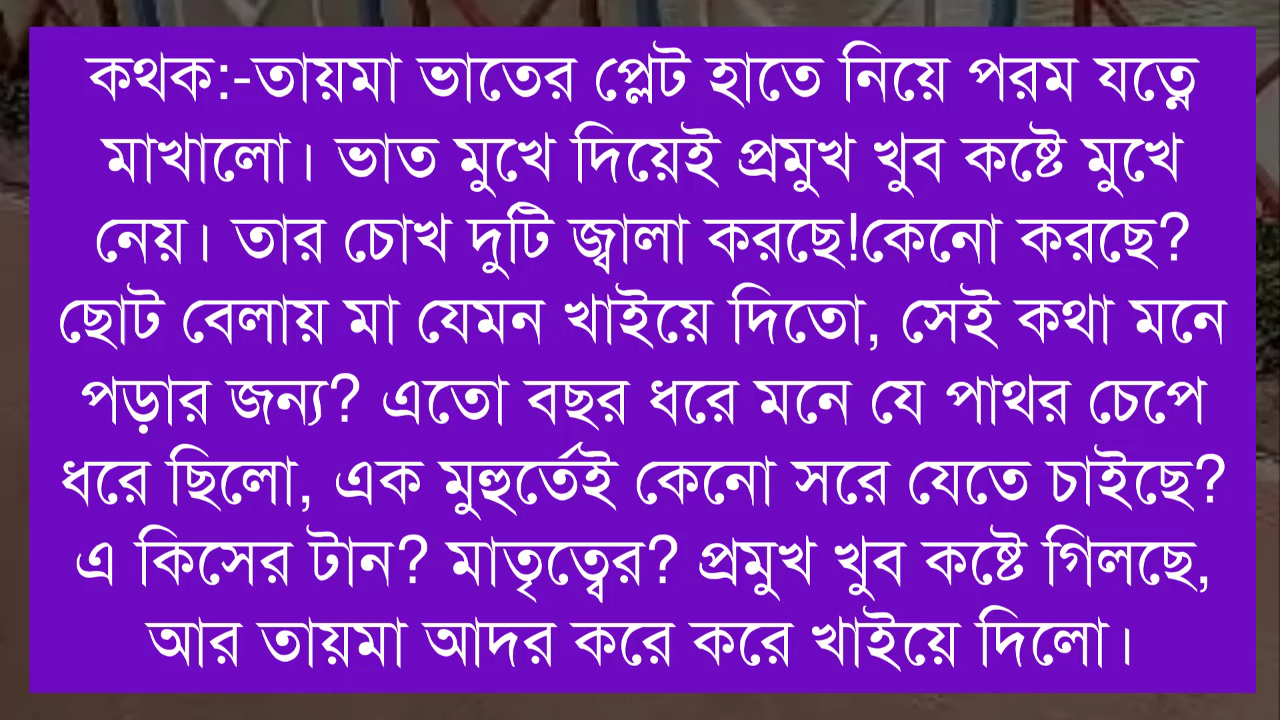 কথক:-তায়মা ভাতের প্লেট হাতে নিয়ে পরম যত্নে
মাখালো। ভাত মুখে দিয়েই প্রমুখ খুব কষ্টে মুখে
নেয়। তার চোখ দুটি জ্বালা করছে!কেনো করছে?
ছোট বেলায় মা যেমন খাইয়ে দিতো, সেই কথা মনে
পড়ার জন্য? এতো বছর ধরে মনে যে পাথর চেপে
ধরে ছিলো, এক মুহুর্তেই কেনো সরে যেতে চাইছে?
এ কিসের টান? মাতৃত্বের? প্রমুখ খুব কষ্টে গিলছে,
আর তায়মা আদর করে করে খাইয়ে দিলো।